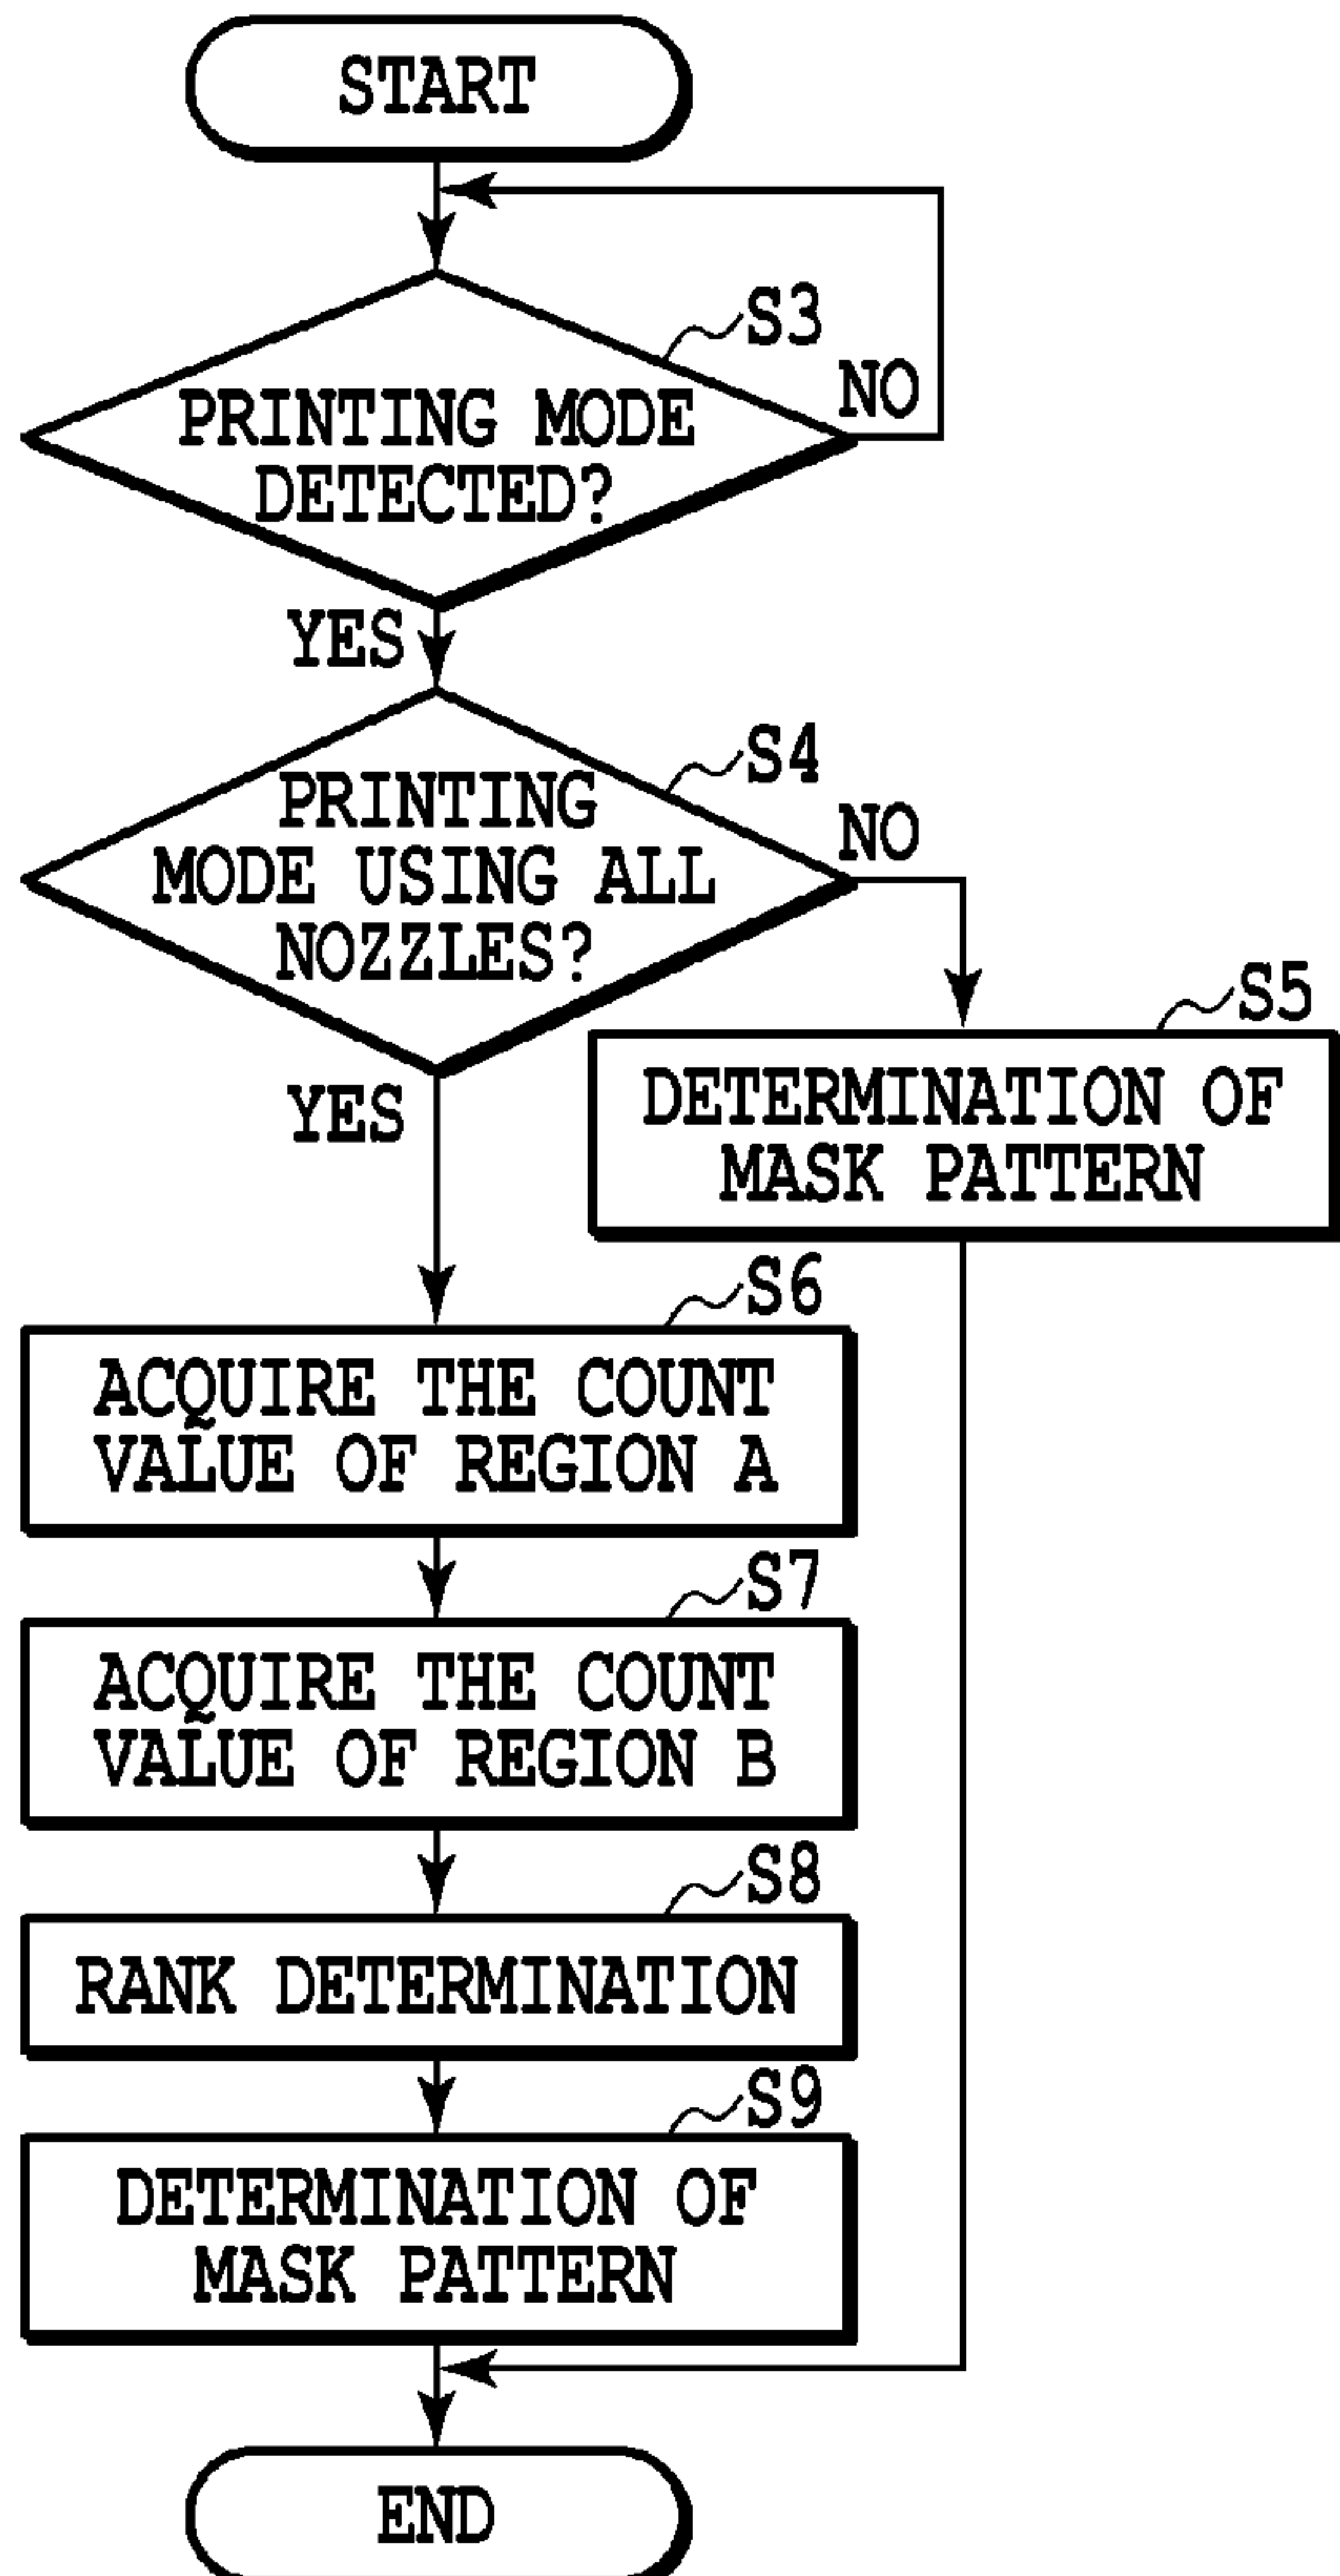 START
S3
NO
PRINTING MODE
DETECTED?
YES
S4
NO
PRINTING
MODE USING ALL
NOZZLES?
YES
S5
DETERMINATION OF
MASK PATTERN
S6
ACQUIRE THE COUNT
VALUE OF REGION A
S7
ACQUIRE THE COUNT
VALUE OF REGION B
S8
RANK DETERMINATION
S9
DETERMINATION OF
MASK PATTERN
END